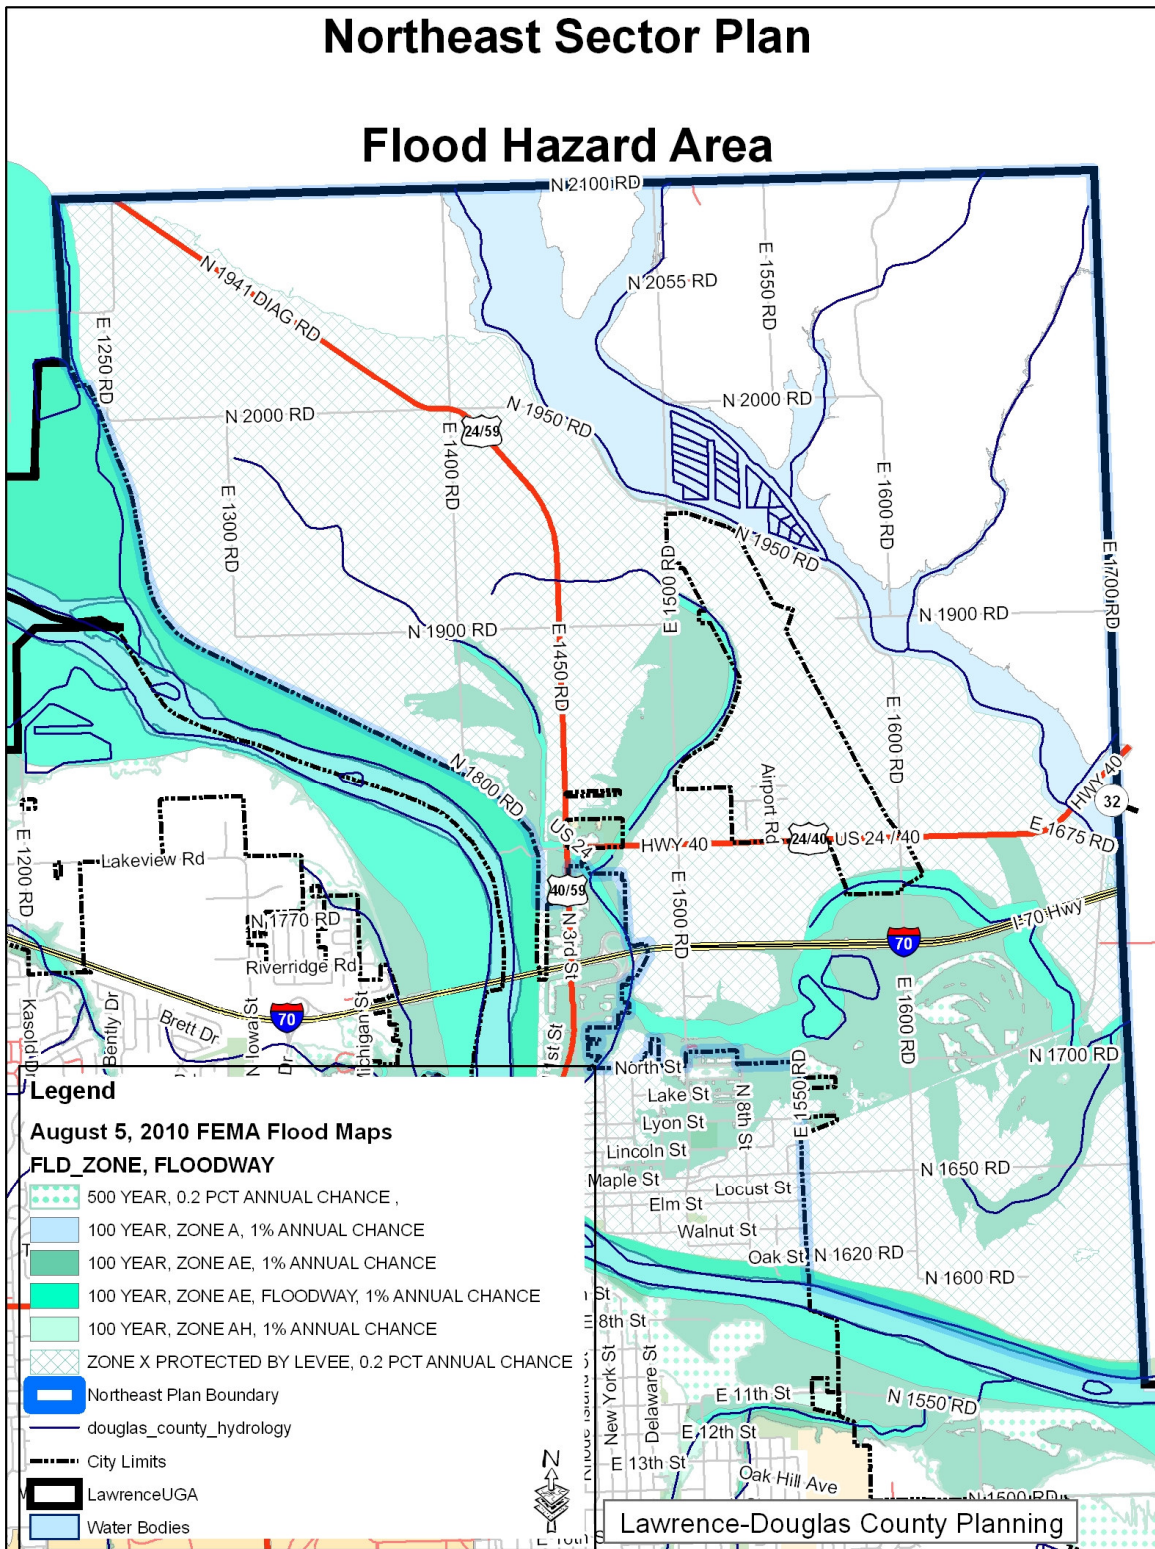 Northeast Sector Plan
Flood Hazard Area
N 2100 RD
N 1941 DIAG RD
N 2055 RD
E 1550 RD
E 1250 RD
N 2000 RD
24/59
N 1950 RD
N 2000 RD
E 1400 RD
E 1300 RD
E 1600 RD
N 1950 RD
E 1500 RD
E 1700 RD
N 1900 RD
N 1900 RD
E 1450 RD
E 1600 RD
N 1800 RD
HWY 40
32
Airport Rd
E 1675 RD
US 24
HWY 40
24/40
US 24 / 40
E 1200 RD
Lakeview Rd
40/59
N 3rd St
E 1500 RD
I-70 Hwy
N 1770 RD
70
Riverridge Rd
Kasold Dr
Bently Dr
Brett Dr
70
N Iowa St
Michigan St
1st St
E 1600 RD
N 1700 RD
North St
E 1550 RD
Lake St
N 8th St
Lyon St
Lincoln St
N 1650 RD
Maple St
Locust St
Elm St
Walnut St
Oak St
N 1620 RD
N 1600 RD
E 8th St
New York St
Delaware St
E 11th St
N 1550 RD
E 12th St
E 13th St
Oak Hill Ave
N 1500 RD
Legend
August 5, 2010 FEMA Flood Maps
FLD_ZONE, FLOODWAY
500 YEAR, 0.2 PCT ANNUAL CHANCE ,
100 YEAR, ZONE A, 1% ANNUAL CHANCE
100 YEAR, ZONE AE, 1% ANNUAL CHANCE
100 YEAR, ZONE AE, FLOODWAY, 1% ANNUAL CHANCE
100 YEAR, ZONE AH, 1% ANNUAL CHANCE
ZONE X PROTECTED BY LEVEE, 0.2 PCT ANNUAL CHANCE
Northeast Plan Boundary
douglas_county_hydrology
City Limits
LawrenceUGA
Water Bodies
N
Lawrence-Douglas County Planning